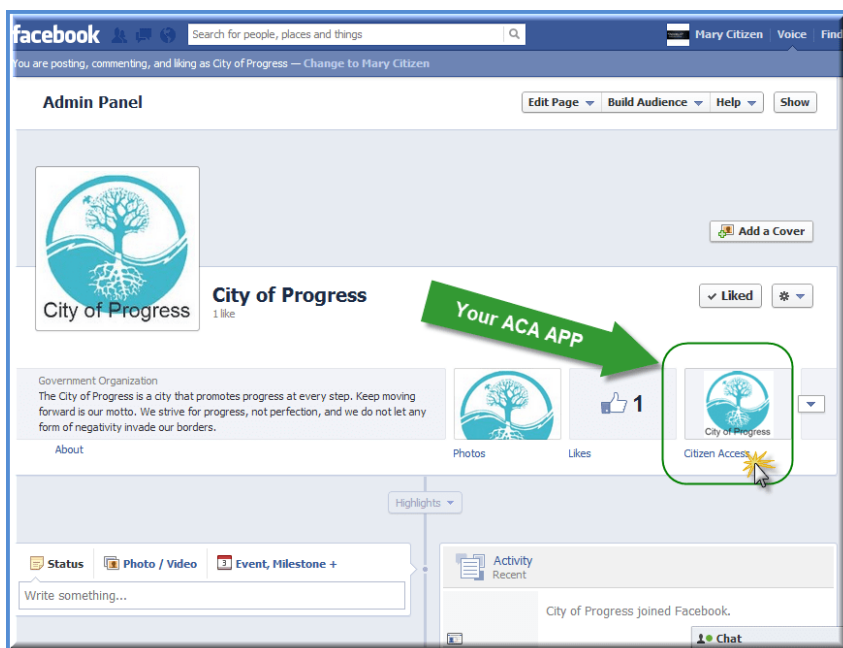 facebook
Search for people, places and things
Mary Citizen Voice Find
You are posting, commenting, and liking as City of Progress — Change to Mary Citizen
Admin Panel
Edit Page Build Audience Help Show
Add a Cover
City of Progress
City of Progress
1 like
Liked
Your ACA APP
Government Organization
The City of Progress is a city that promotes progress at every step. Keep moving
forward is our motto. We strive for progress, not perfection, and we do not let any
form of negativity invade our borders.
About
1
City of Progress
Photos
Likes
Citizen Access
Highlights
Status Photo / Video 3 Event, Milestone +
Write something...
Activity
Recent
City of Progress joined Facebook.
Chat